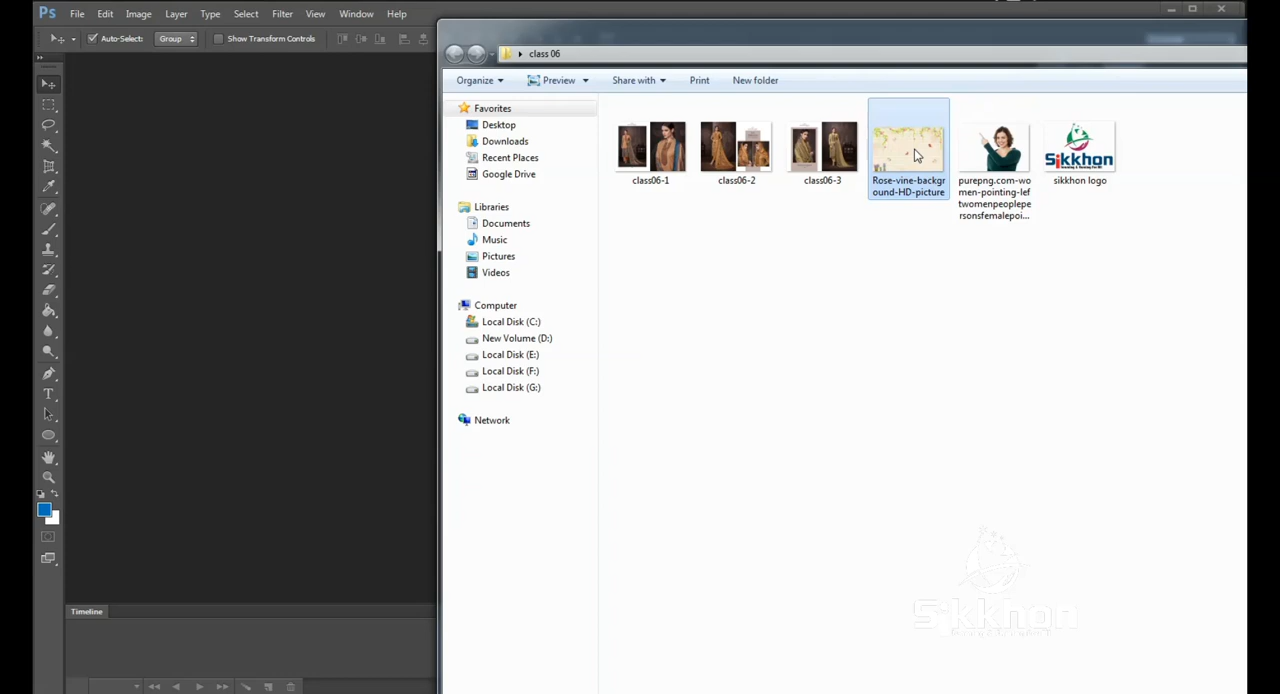 Ps File Edit Image Layer Type Select Filter View Window Help
Auto-Select: Group Show Transform Controls
class 06
Organize Preview Share with Print New folder
Favorites
Desktop
Downloads
Recent Places
Google Drive
Libraries
Documents
Music
Pictures
Videos
Computer
Local Disk (C:)
New Volume (D:)
Local Disk (E:)
Local Disk (F:)
Local Disk (G:)
Network
class06-1
class06-2
class06-3
Rose-vine-backgr
ound-HD-picture
purepng.com-wo
men-pointing-lef
twomenpeoplepe
rsonsfemalepoi...
Sikkhon
sikkhon logo
Timeline
Sikkhon